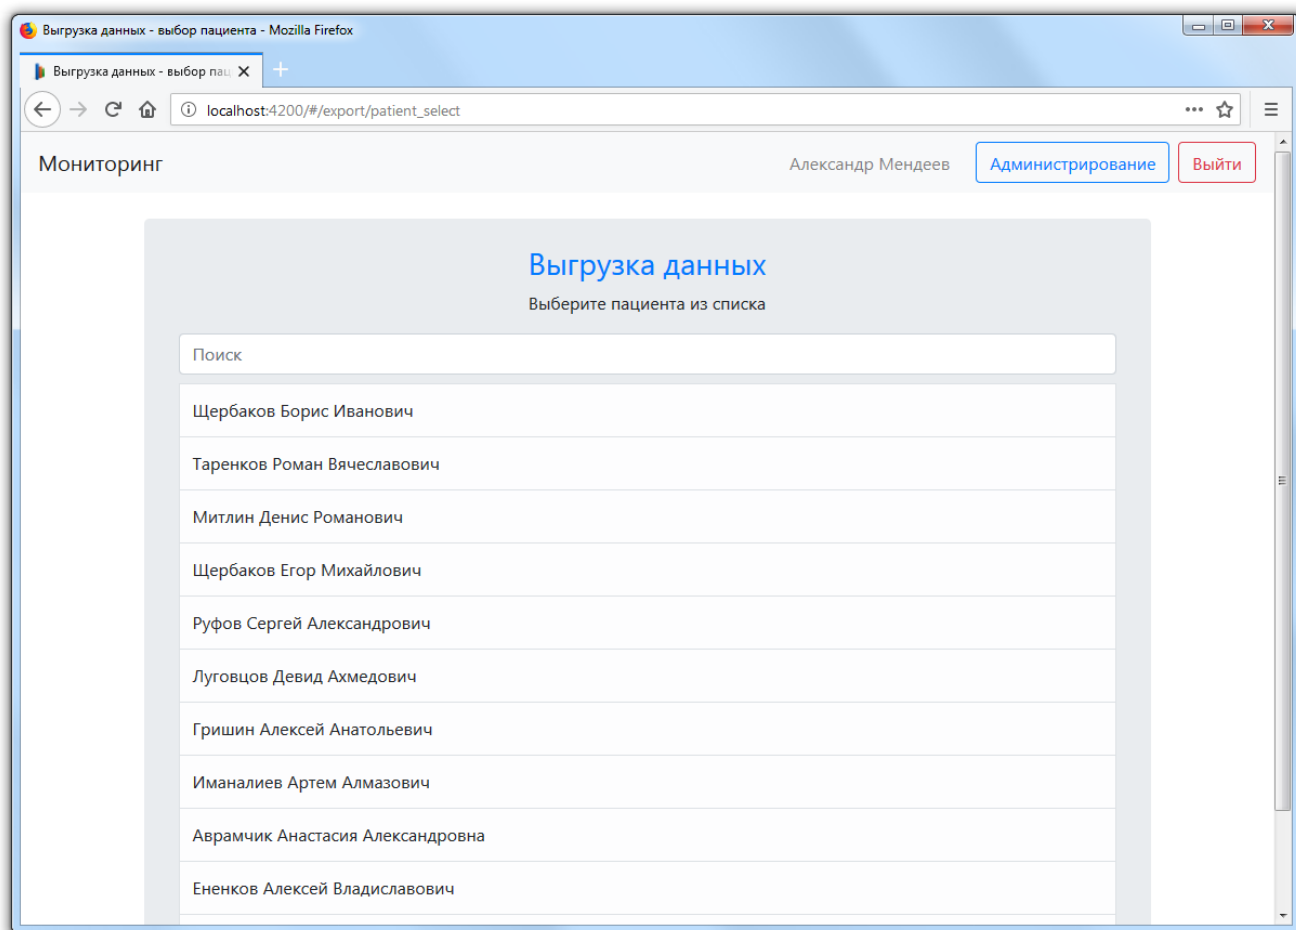 Выгрузка данных - выбор пациента - Mozilla Firefox
Выгрузка данных - выбор пац
localhost:4200/#/export/patient_select
Мониторинг
Александр Мендеев
Администрирование
Выйти
Выгрузка данных
Выберите пациента из списка
Поиск
Щербаков Борис Иванович
Таренков Роман Вячеславович
Митлин Денис Романович
Щербаков Егор Михайлович
Руфов Сергей Александрович
Луговцов Девид Ахмедович
Гришин Алексей Анатольевич
Иманалиев Артем Алмазович
Аврамчик Анастасия Александровна
Ененков Алексей Владиславович